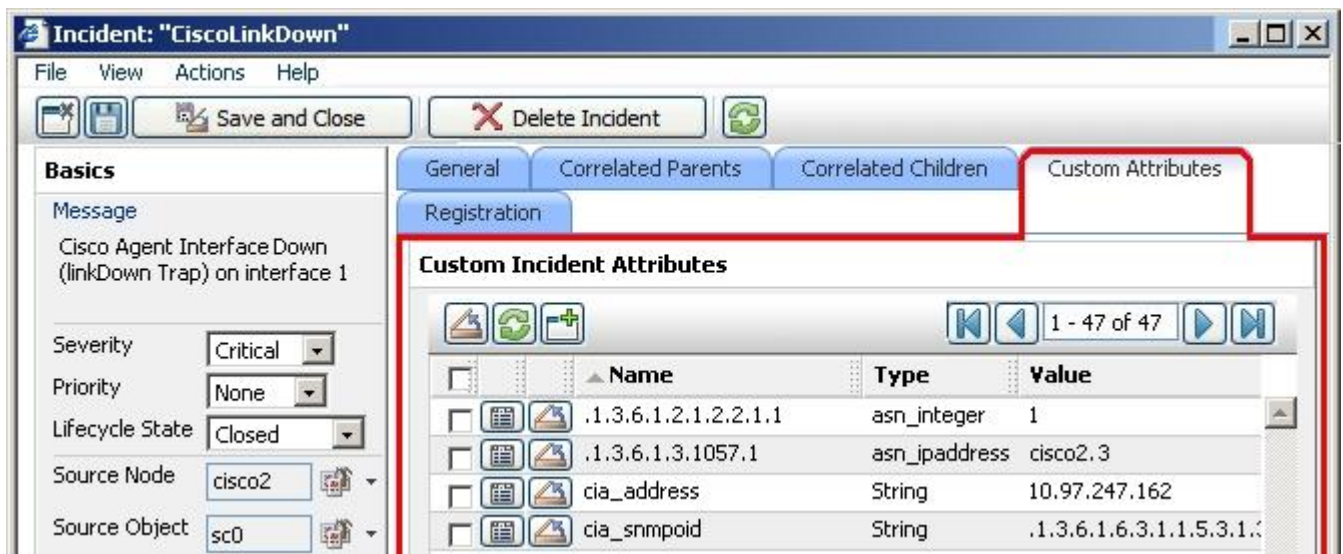 Incident: "CiscoLinkDown"
File View Actions Help
Save and Close Delete Incident
Basics
Message
Cisco Agent Interface Down
(linkDown Trap) on interface 1
Severity Critical
Priority None
Lifecycle State Closed
Source Node cisco2
Source Object sc0
General Correlated Parents Correlated Children Custom Attributes
Registration
Custom Incident Attributes
1 - 47 of 47
Name Type Value
.1.3.6.1.2.1.2.2.1.1 asn_integer 1
.1.3.6.1.3.1057.1 asn_ipaddress cisco2.3
cia_address String 10.97.247.162
cia_snmpoid String .1.3.6.1.6.3.1.1.5.3.1.